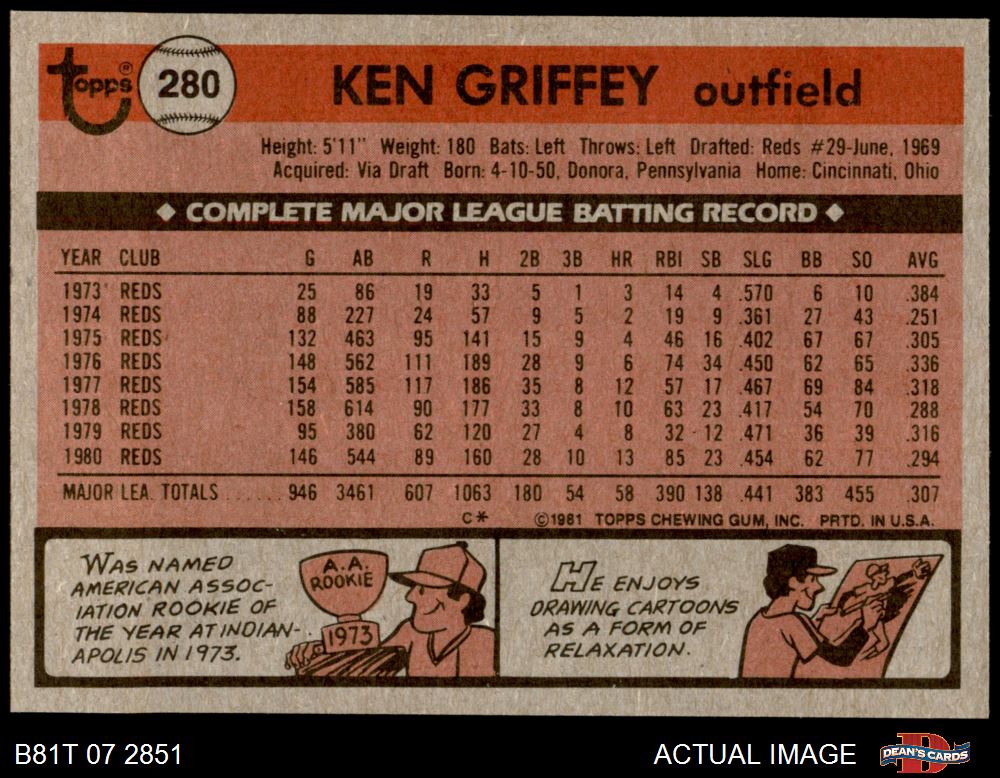 topps®
280
KEN GRIFFEY outfield
Height: 5'11" Weight: 180 Bats: Left Throws: Left Drafted: Reds #29-June, 1969
Acquired: Via Draft Born: 4-10-50, Donora, Pennsylvania Home: Cincinnati, Ohio
◆ COMPLETE MAJOR LEAGUE BATTING RECORD ◆
YEAR CLUB G AB R H 2B 3B HR RBI SB SLG BB SO AVG
1973 REDS 25 86 19 33 5 1 3 14 4 .570 6 10 .384
1974 REDS 88 227 24 57 9 5 2 19 9 .361 27 43 .251
1975 REDS 132 463 95 141 15 9 4 46 16 .402 67 67 .305
1976 REDS 148 562 111 189 28 9 6 74 34 .450 62 65 .336
1977 REDS 154 585 117 186 35 8 12 57 17 .467 69 84 .318
1978 REDS 158 614 90 177 33 8 10 63 23 .417 54 70 .288
1979 REDS 95 380 62 120 27 4 8 32 12 .471 36 39 .316
1980 REDS 146 544 89 160 28 10 13 85 23 .454 62 77 .294
MAJOR LEA. TOTALS ...... 946 3461 607 1063 180 54 58 390 138 .441 383 455 .307
C* ©1981 TOPPS CHEWING GUM, INC. PRTD. IN U.S.A.
WAS NAMED
AMERICAN ASSOC-
IATION ROOKIE OF
THE YEAR AT INDIAN-
APOLIS IN 1973.
A.A.
ROOKIE
1973
HE ENJOYS
DRAWING CARTOONS
AS A FORM OF
RELAXATION.
B81T 07 2851
ACTUAL IMAGE
D
DEAN'S CARDS